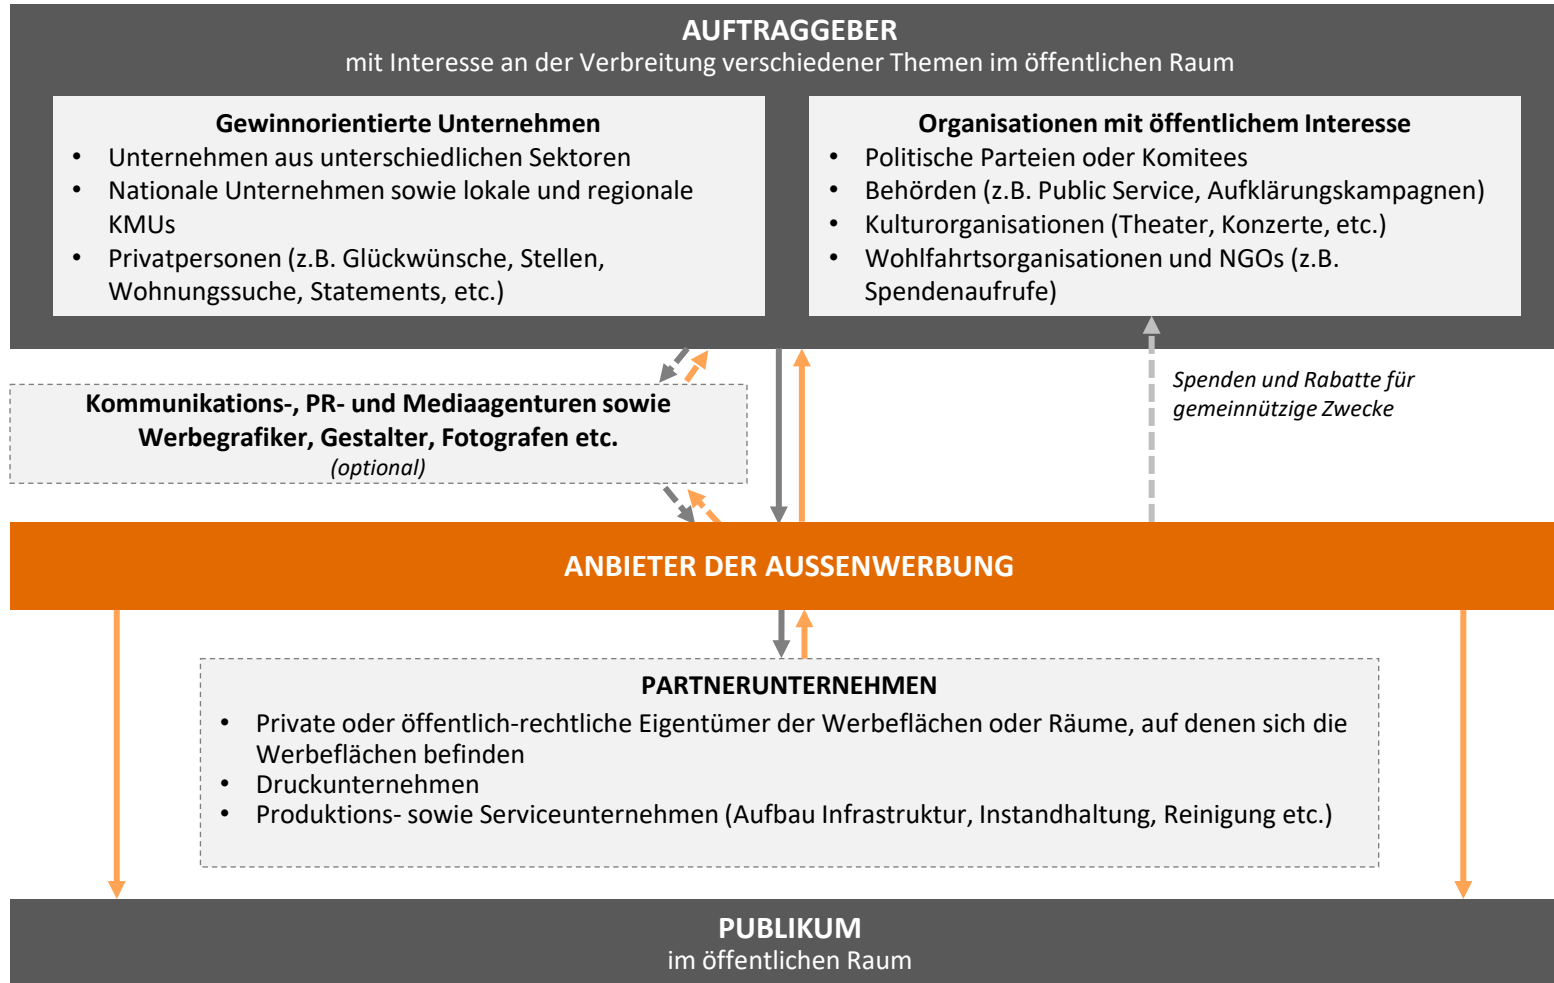 AUFTRAGGEBER
mit Interesse an der Verbreitung verschiedener Themen im öffentlichen Raum
Gewinnorientierte Unternehmen
• Unternehmen aus unterschiedlichen Sektoren
• Nationale Unternehmen sowie lokale und regionale
KMUs
• Privatpersonen (z.B. Glückwünsche, Stellen,
Wohnungssuche, Statements, etc.)
Organisationen mit öffentlichem Interesse
• Politische Parteien oder Komitees
• Behörden (z.B. Public Service, Aufklärungskampagnen)
• Kulturorganisationen (Theater, Konzerte, etc.)
• Wohlfahrtsorganisationen und NGOs (z.B.
Spendenaufrufe)
Kommunikations-, PR- und Mediaagenturen sowie
Werbegrafiker, Gestalter, Fotografen etc.
(optional)
Spenden und Rabatte für
gemeinnützige Zwecke
ANBIETER DER AUSSENWERBUNG
PARTNERUNTERNEHMEN
• Private oder öffentlich-rechtliche Eigentümer der Werbeflächen oder Räume, auf denen sich die
Werbeflächen befinden
• Druckunternehmen
• Produktions- sowie Serviceunternehmen (Aufbau Infrastruktur, Instandhaltung, Reinigung etc.)
PUBLIKUM
im öffentlichen Raum